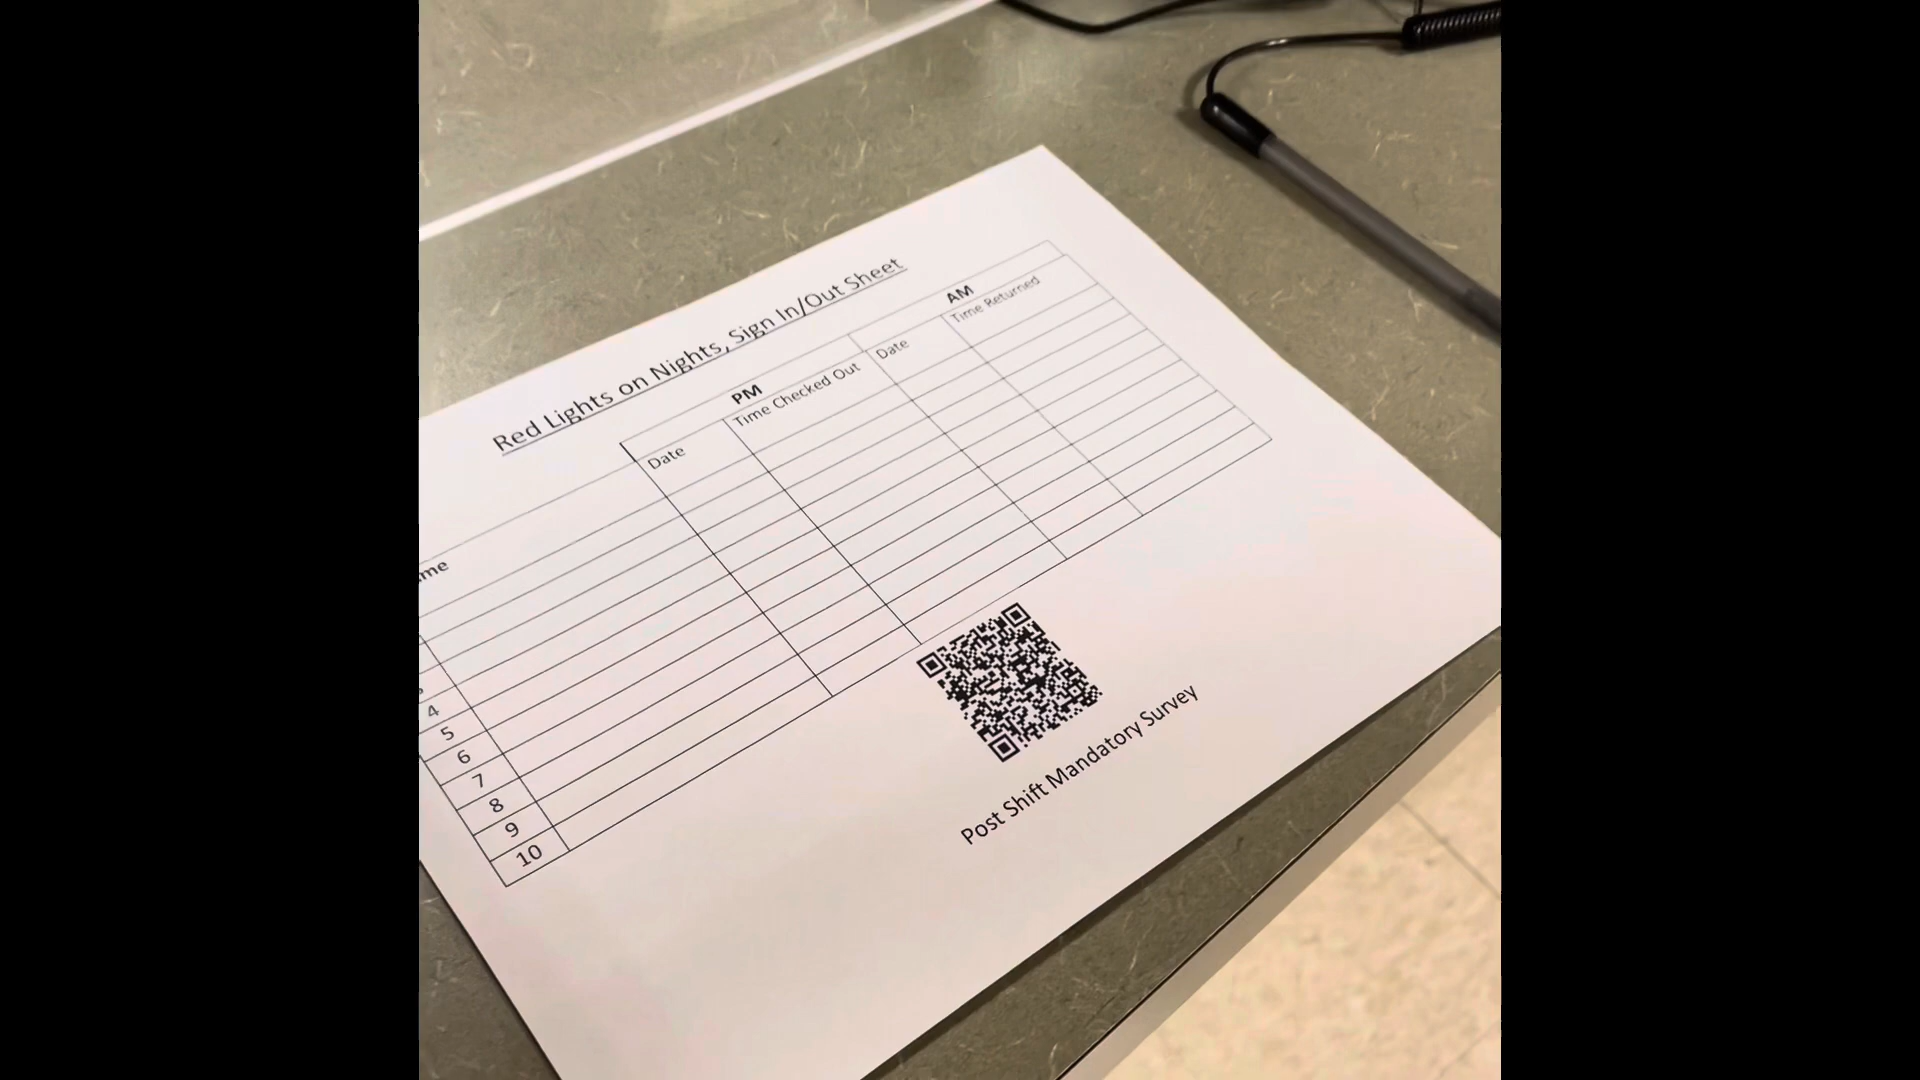 Red Lights on Nights, Sign In/Out Sheet
PM
AM
Date
Time Checked Out
Date
Time Returned
4
5
6
7
8
9
10
Post Shift Mandatory Survey